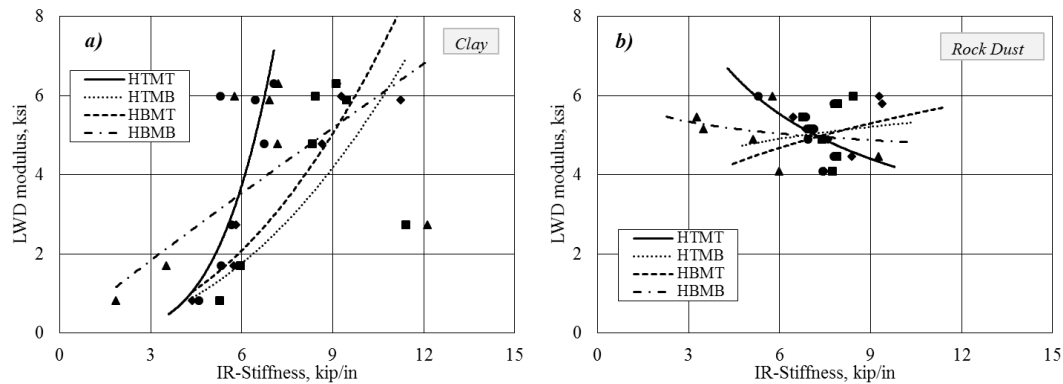 a)
Clay
HTMT
HTMB
HBMT
HBMB
LWD modulus, ksi
8
6
4
2
0
0 3 6 9 12 15
IR-Stiffness, kip/in
b)
Rock Dust
HTMT
HTMB
HBMT
HBMB
LWD modulus, ksi
8
6
4
2
0
0 3 6 9 12 15
IR-Stiffness, kip/in